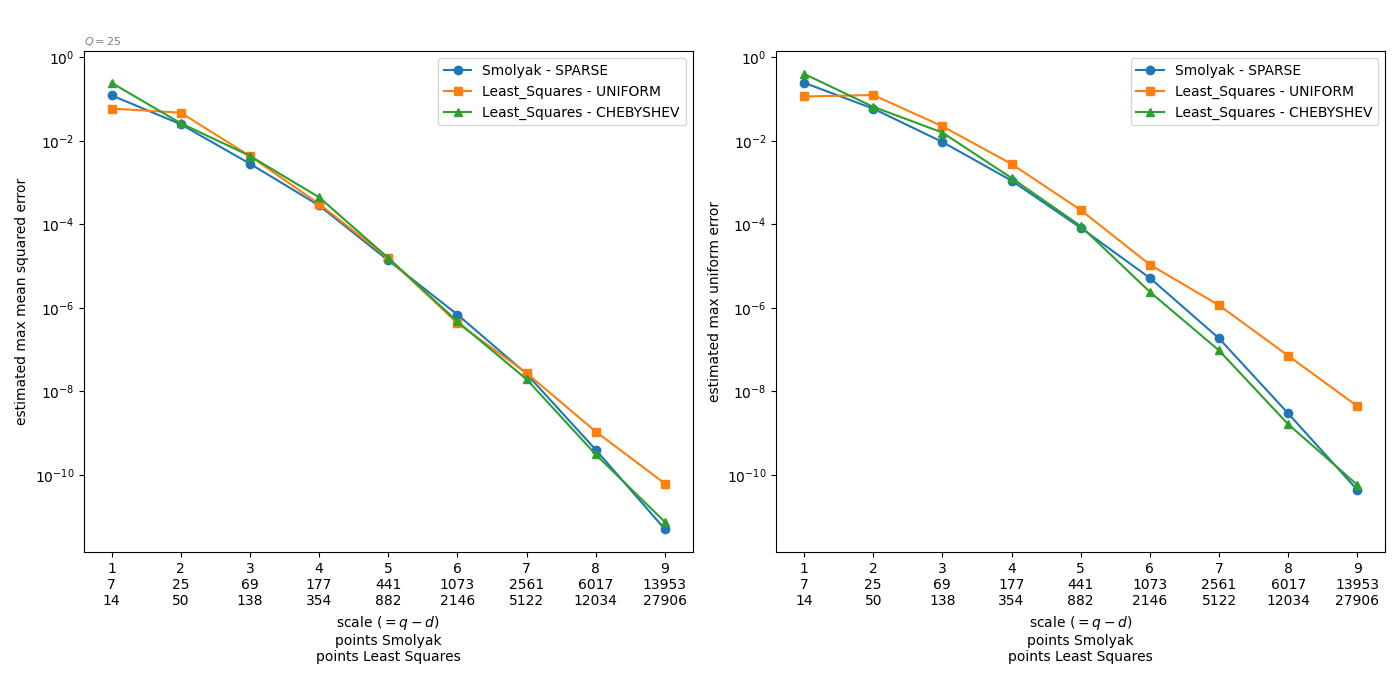 Q = 25
estimated max mean squared error
10^0
10^-2
10^-4
10^-6
10^-8
10^-10
Smolyak - SPARSE
Least_Squares - UNIFORM
Least_Squares - CHEBYSHEV
1 2 3 4 5 6 7 8 9
7 25 69 177 441 1073 2561 6017 13953
14 50 138 354 882 2146 5122 12034 27906
scale (= q − d)
points Smolyak
points Least Squares
estimated max uniform error
10^0
10^-2
10^-4
10^-6
10^-8
10^-10
Smolyak - SPARSE
Least_Squares - UNIFORM
Least_Squares - CHEBYSHEV
1 2 3 4 5 6 7 8 9
7 25 69 177 441 1073 2561 6017 13953
14 50 138 354 882 2146 5122 12034 27906
scale (= q − d)
points Smolyak
points Least Squares